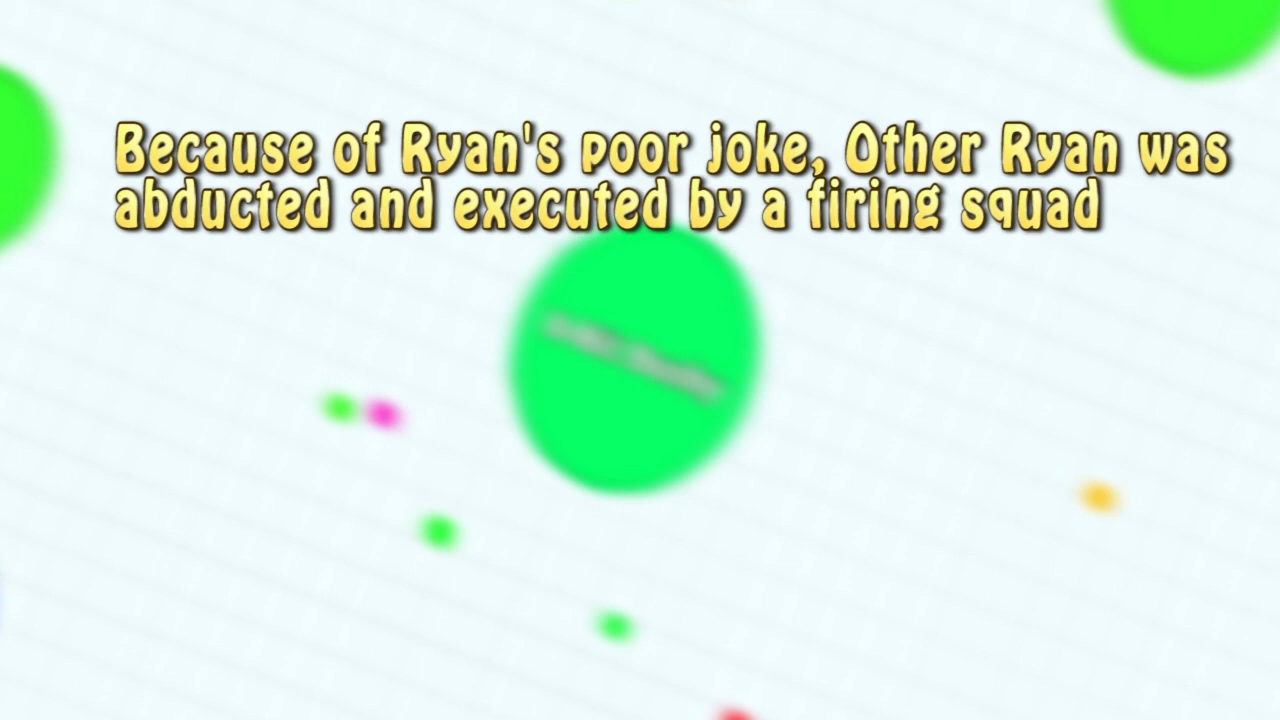 Because of Ryan's poor joke, Other Ryan was
abducted and executed by a firing squad